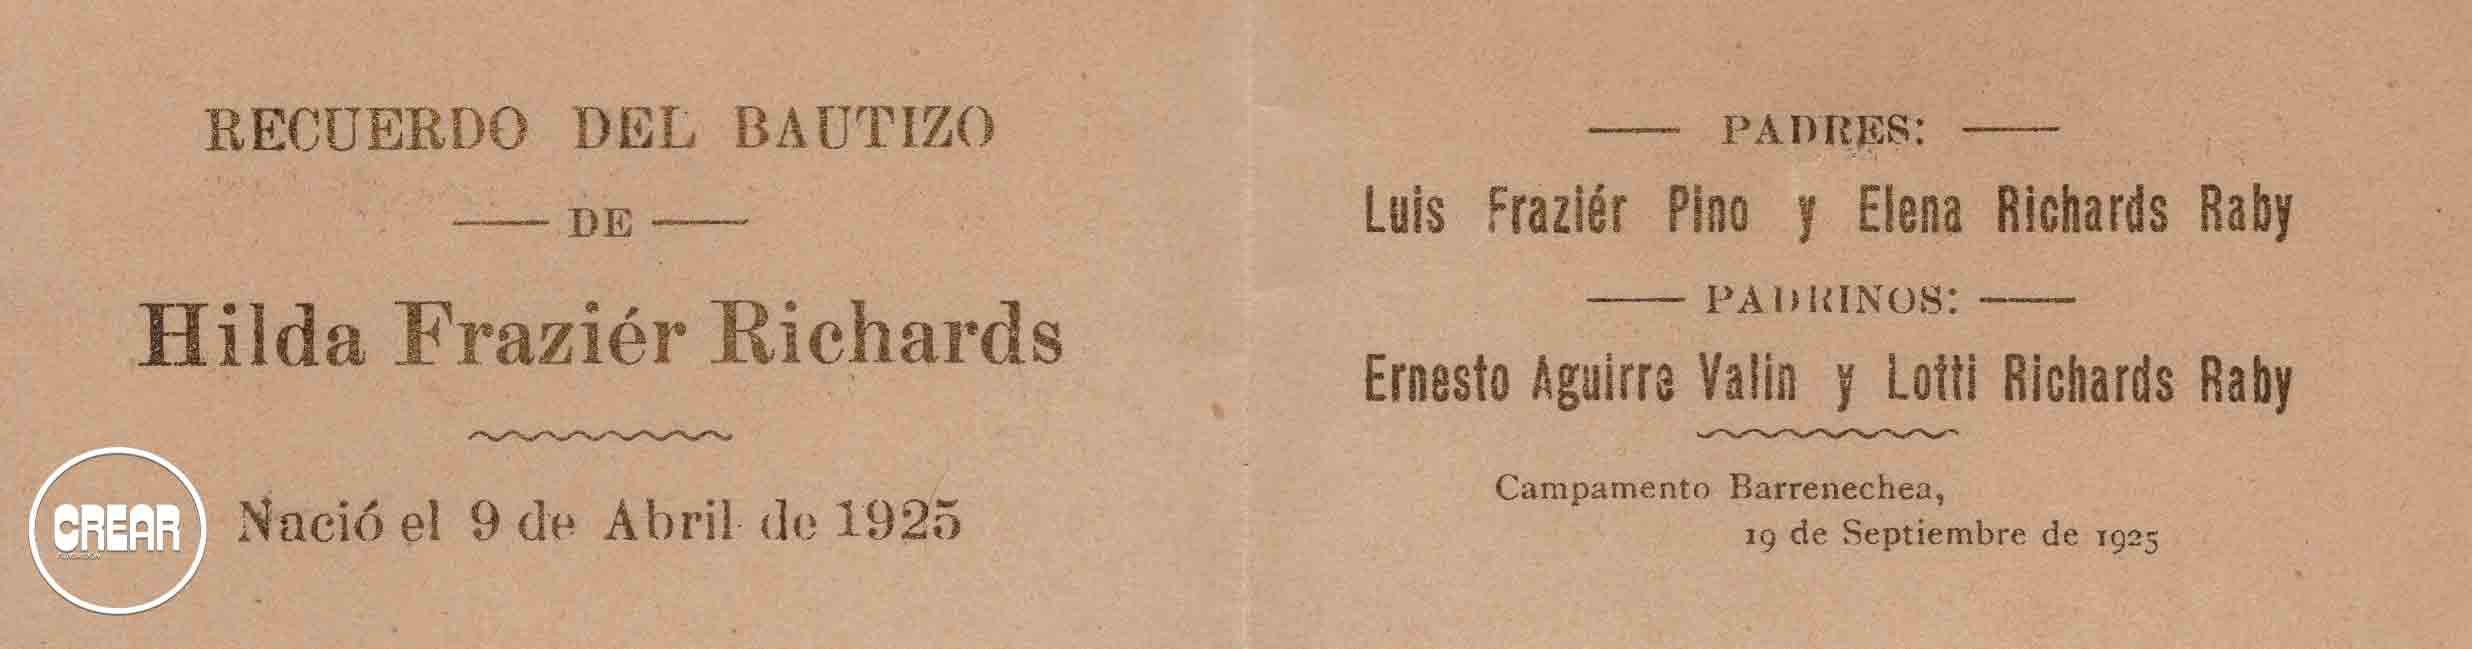 RECUERDO DEL BAUTIZO
DE
Hilda Fraziér Richards
Nació el 9 de Abril de 1925
PADRES:
Luis Fraziér Pino y Elena Richards Raby
PADRINOS:
Ernesto Aguirre Valin y Lotti Richards Raby
Campamento Barrenechea,
19 de Septiembre de 1925
CREAR